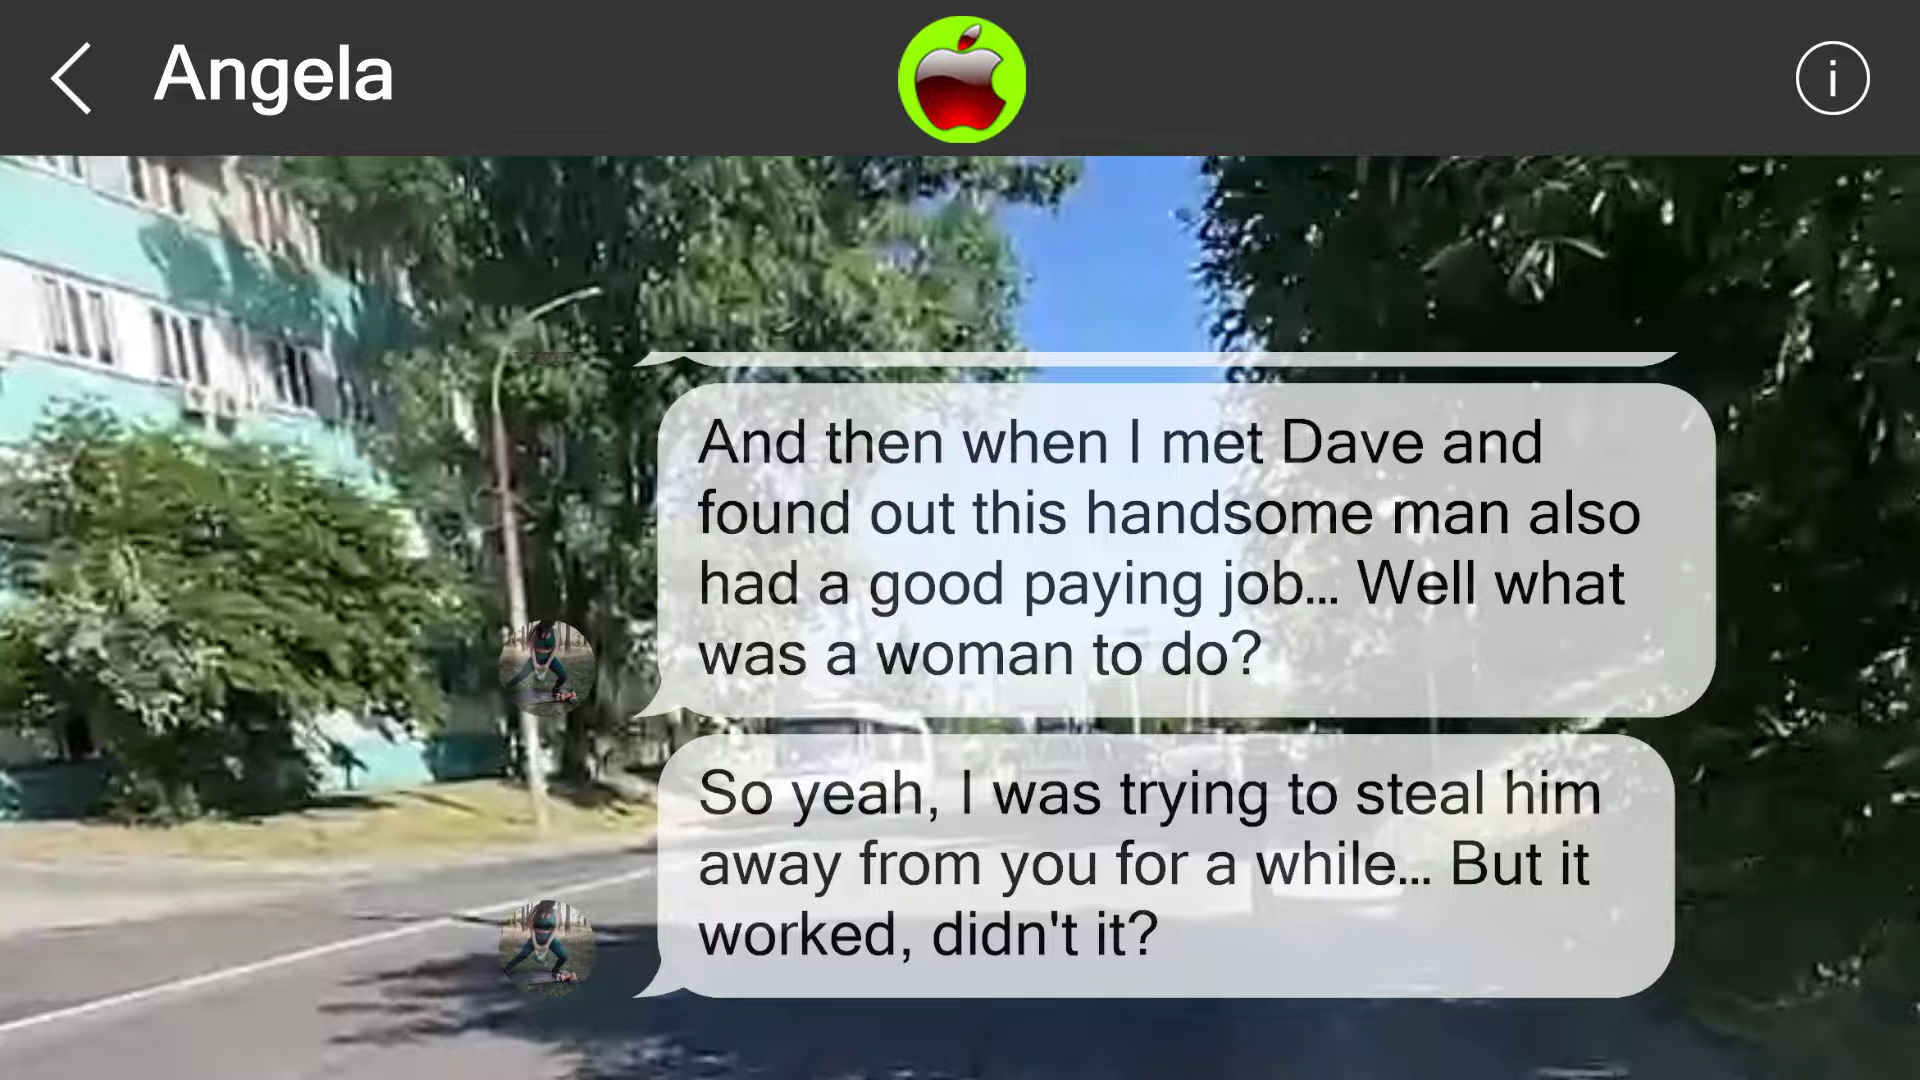 Angela
And then when I met Dave and
found out this handsome man also
had a good paying job... Well what
was a woman to do?
So yeah, I was trying to steal him
away from you for a while... But it
worked, didn't it?